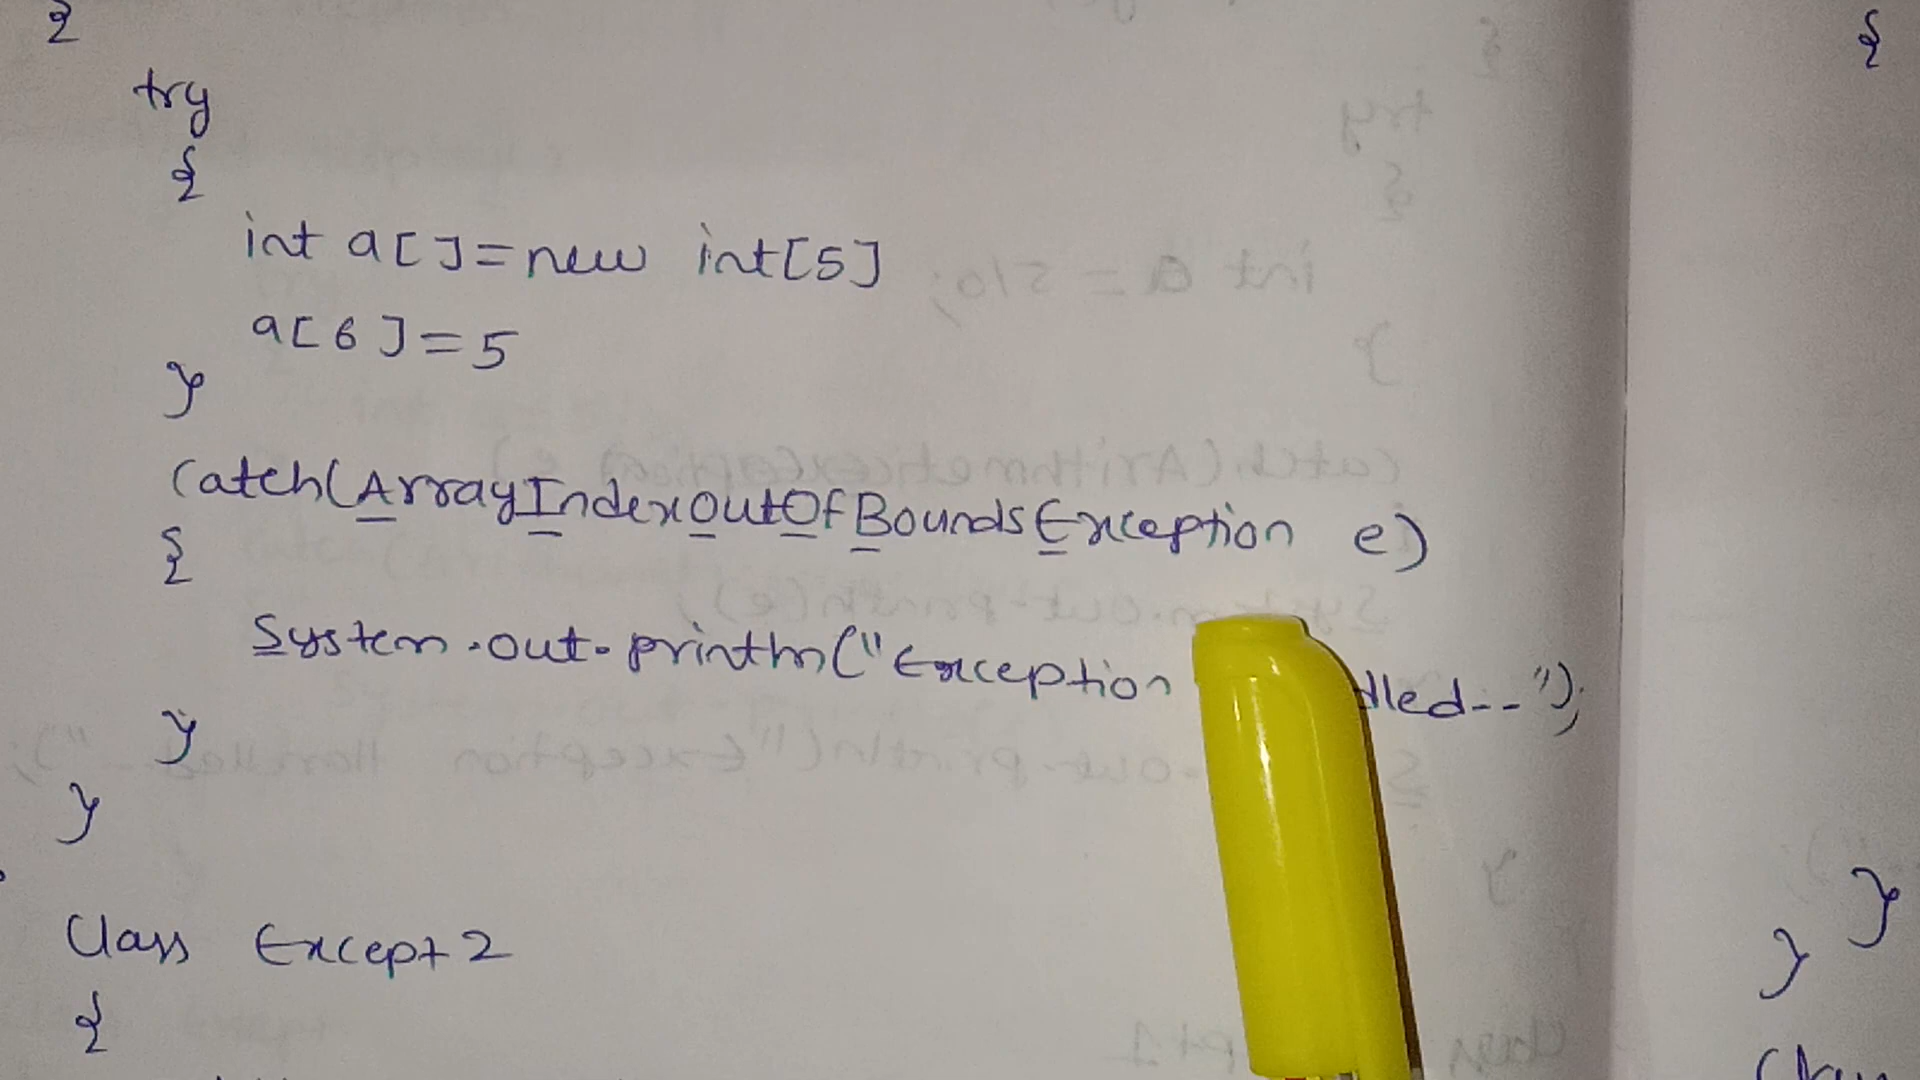 {
try
{
int a[]=new int[5]
a[6]=5
}
catch(ArrayIndexOutOfBoundsException e)
{
System.out.println("Exception dled--");
}
}
Class Except2
{
{
}
}